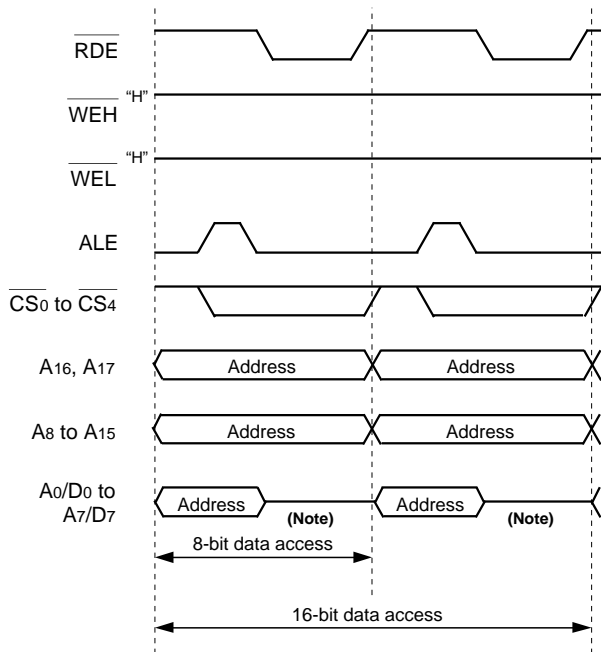 RDE
"H"
WEH
"H"
WEL
ALE
CS0 to CS4
A16, A17
Address
Address
A8 to A15
Address
Address
A0/D0 to
A7/D7
Address
(Note)
Address
(Note)
8-bit data access
16-bit data access